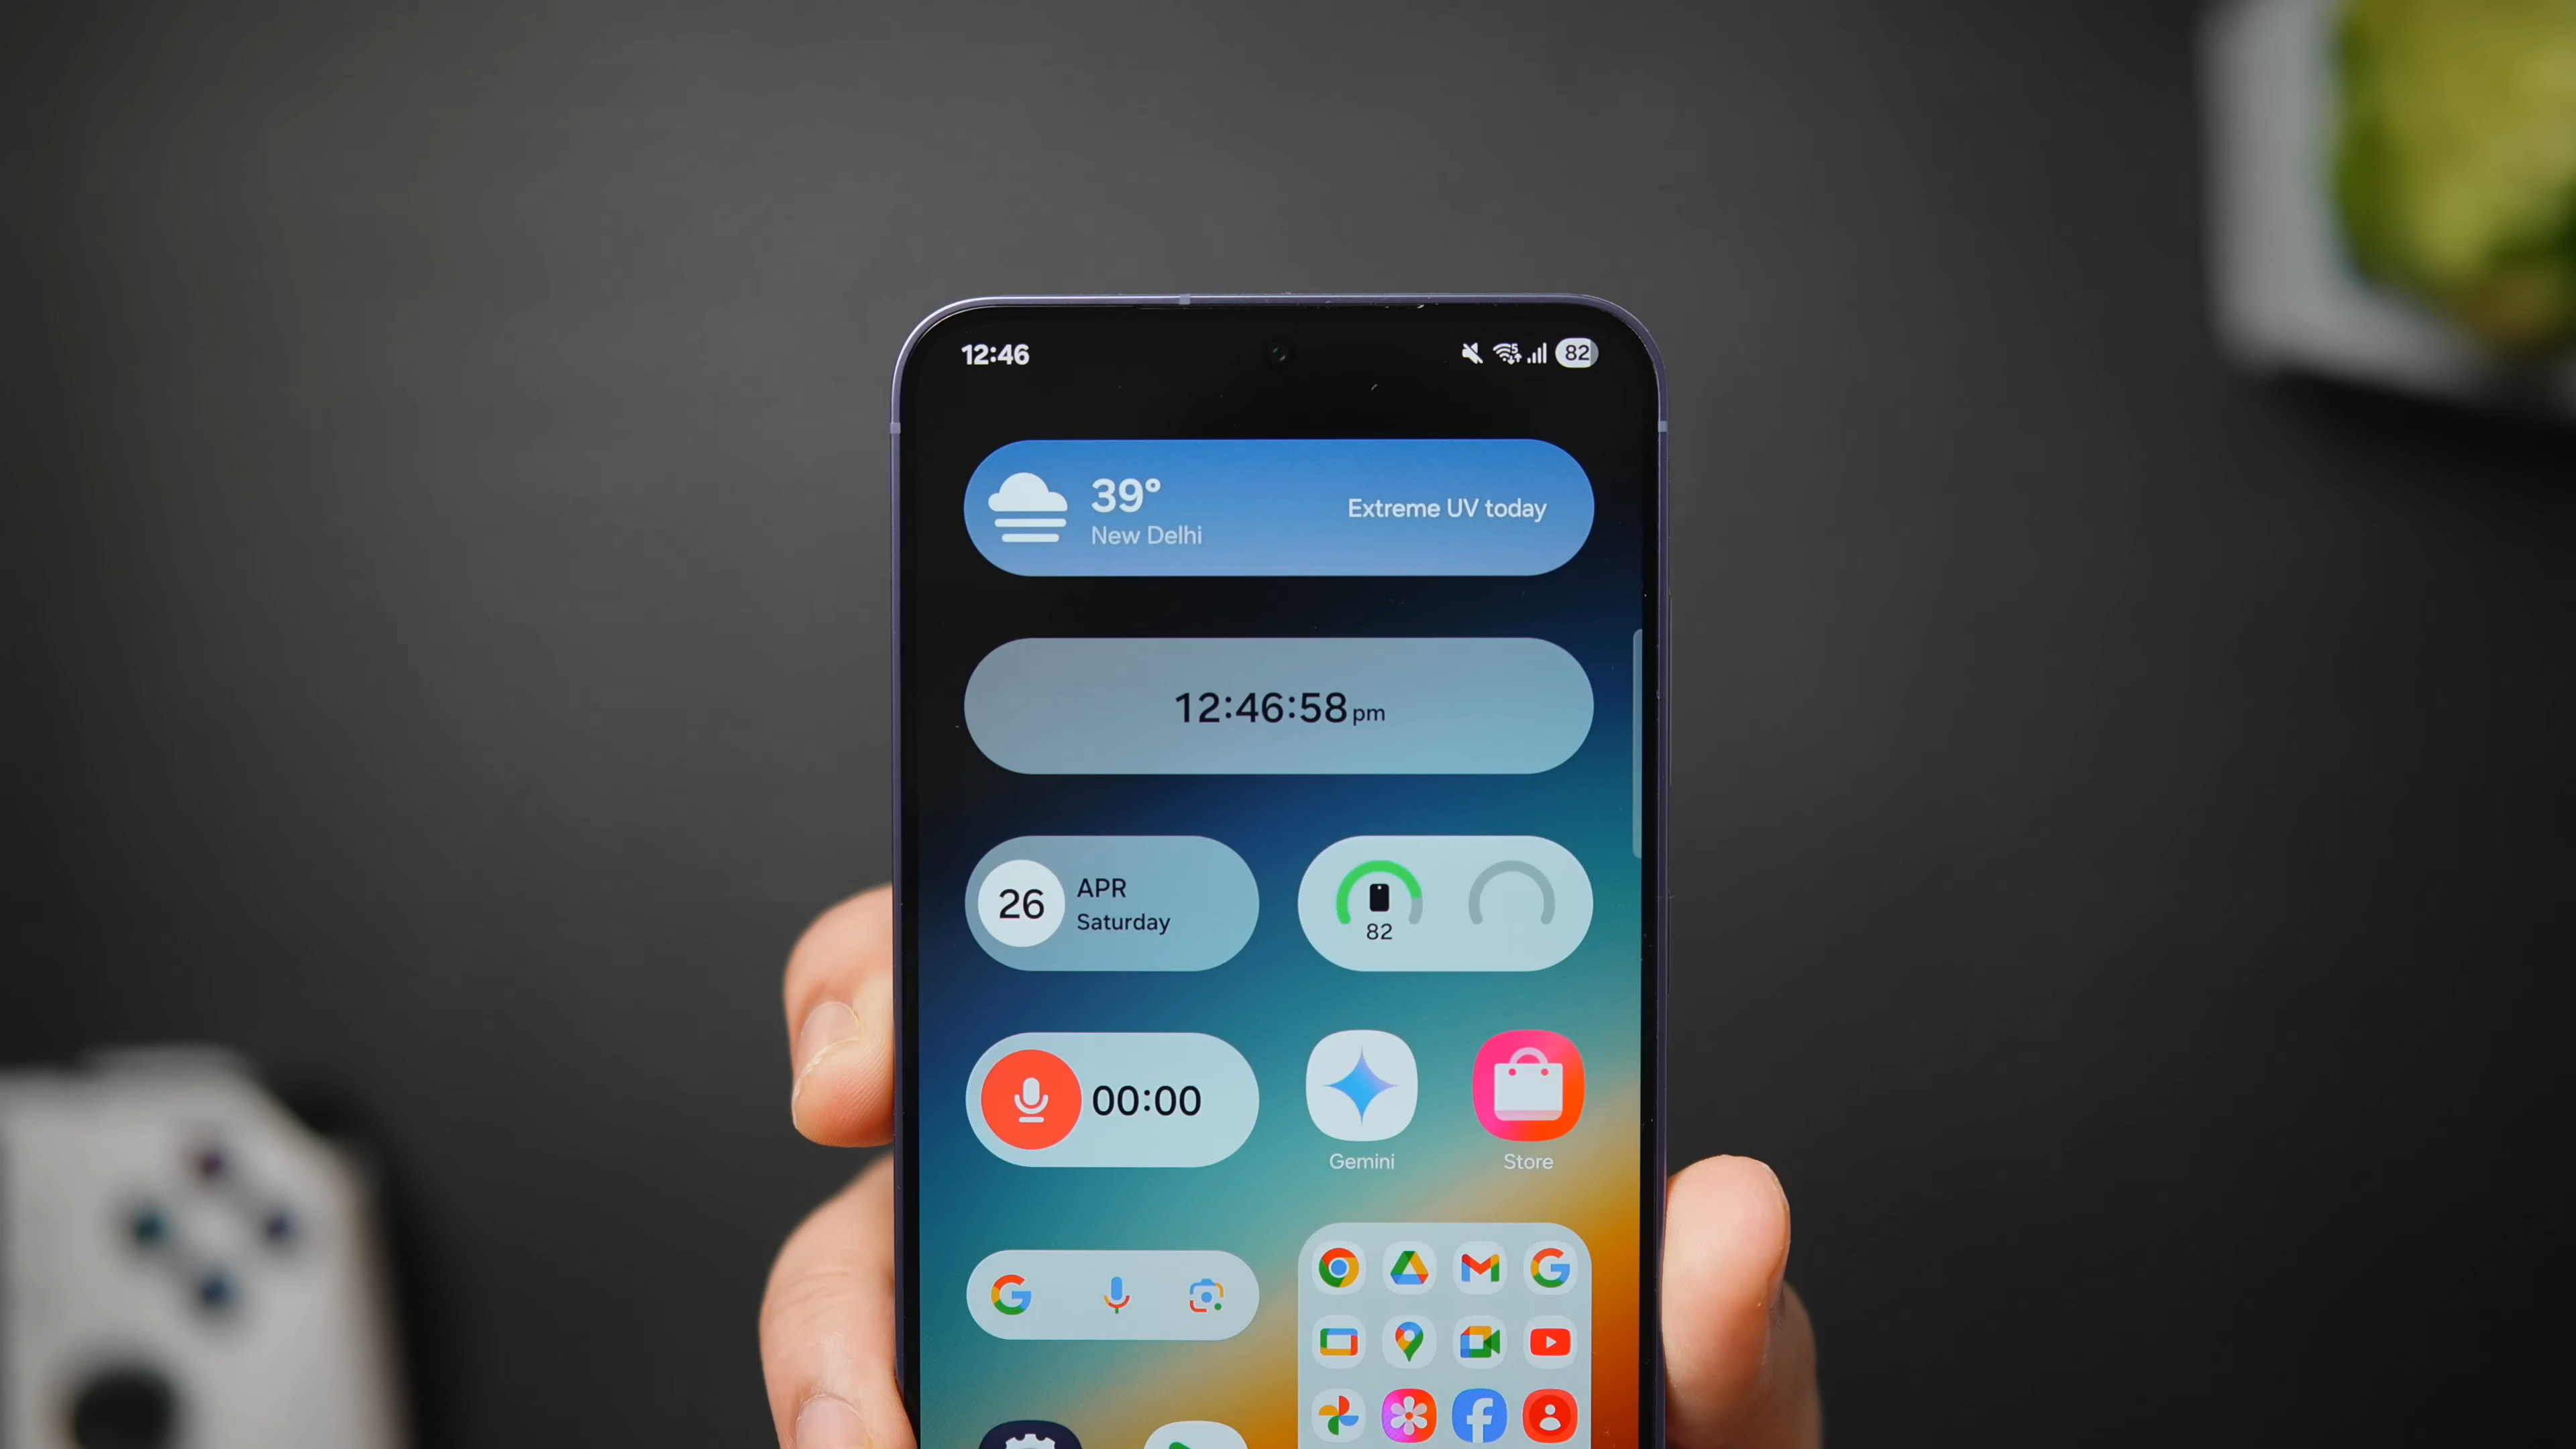 12:46
82
39°
New Delhi
Extreme UV today
12:46:58 pm
26
APR
Saturday
82
00:00
Gemini
Store